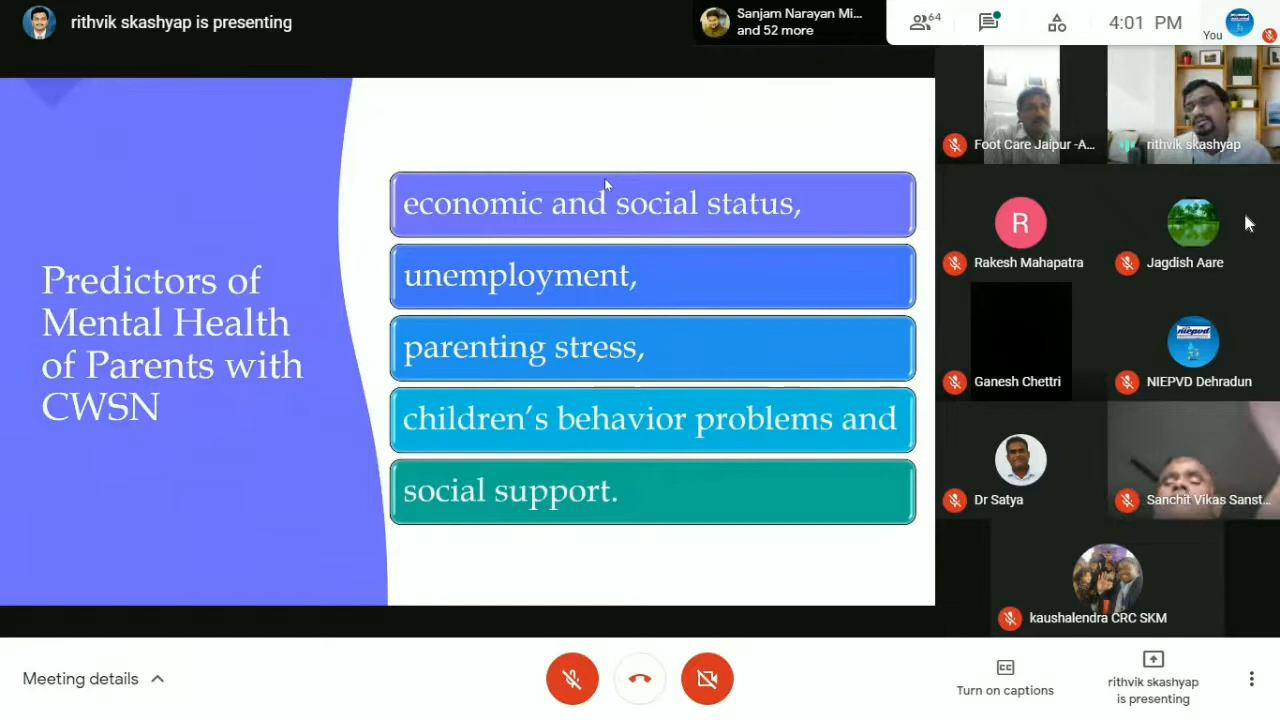 rithvik skashyap is presenting
Sanjam Narayan Mi...
and 52 more
64
4:01 PM
You
Predictors of
Mental Health
of Parents with
CWSN
economic and social status,
unemployment,
parenting stress,
children's behavior problems and
social support.
Foot Care Jaipur -A...
rithvik skashyap
R
Rakesh Mahapatra
Jagdish Aare
Ganesh Chettri
niepvd
NIEPVD Dehradun
Dr Satya
Sanchit Vikas Sanst...
kaushalendra CRC SKM
Meeting details
CC
Turn on captions
rithvik skashyap
is presenting